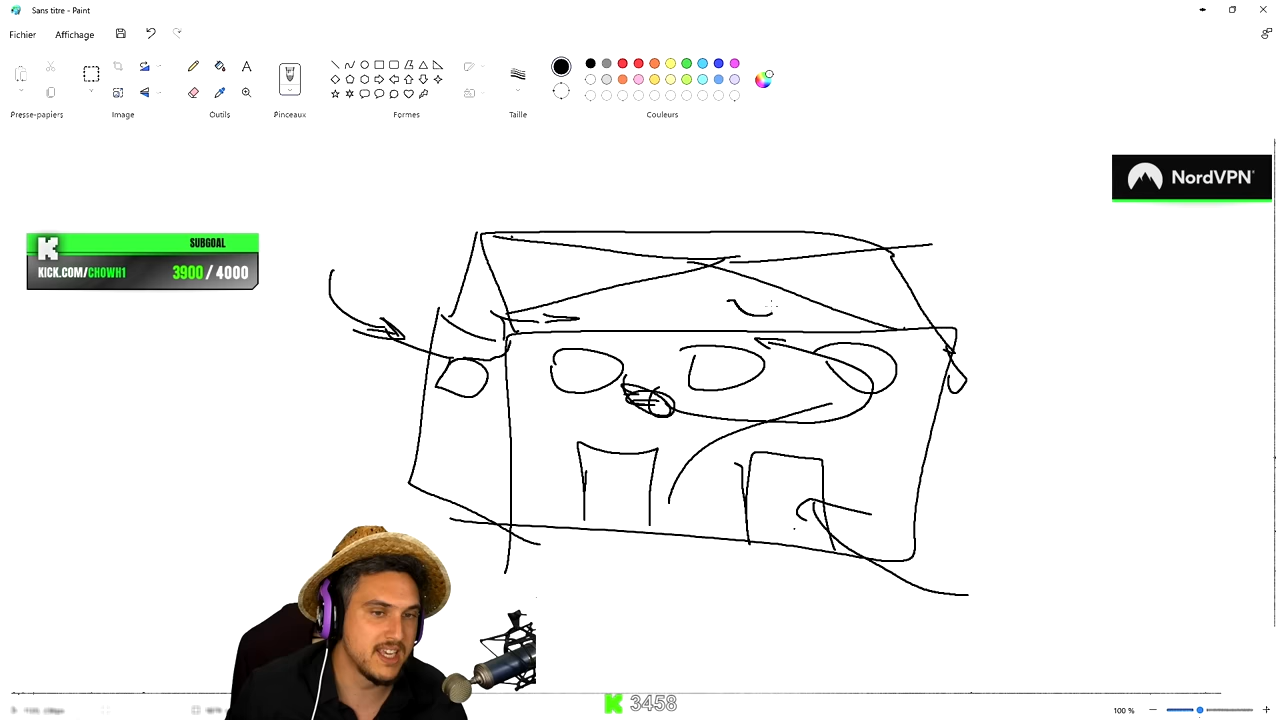 Sans titre - Paint
Fichier
Affichage
Presse-papiers
Image
Outils
Pinceaux
Formes
Taille
Couleurs
NordVPN
K
SUBGOAL
KICK.COM/CHOWH1
3900 / 4000
K 3458
100 %